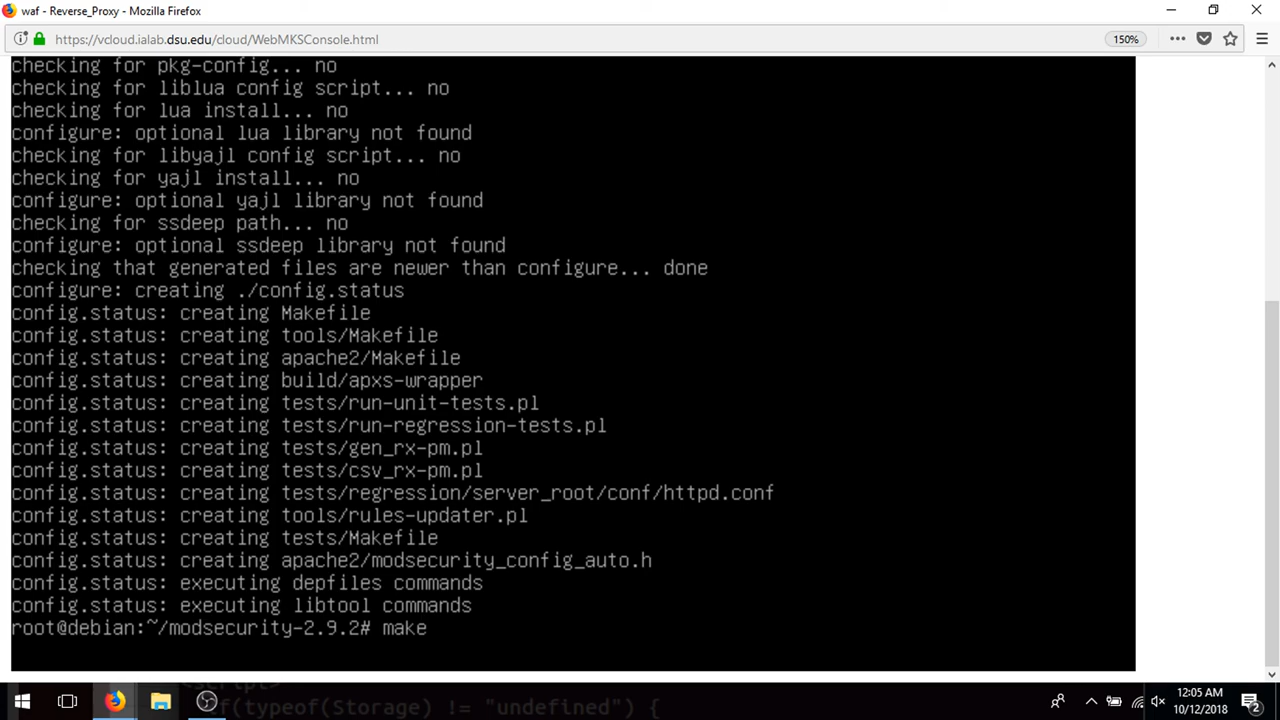 waf - Reverse_Proxy - Mozilla Firefox
https://vcloud.ialab.dsu.edu/cloud/WebMKSConsole.html
150%
checking for pkg-config... no
checking for liblua config script... no
checking for lua install... no
configure: optional lua library not found
checking for libyajl config script... no
checking for yajl install... no
configure: optional yajl library not found
checking for ssdeep path... no
configure: optional ssdeep library not found
checking that generated files are newer than configure... done
configure: creating ./config.status
config.status: creating Makefile
config.status: creating tools/Makefile
config.status: creating apache2/Makefile
config.status: creating build/apxs-wrapper
config.status: creating tests/run-unit-tests.pl
config.status: creating tests/run-regression-tests.pl
config.status: creating tests/gen_rx-pm.pl
config.status: creating tests/csv_rx-pm.pl
config.status: creating tests/regression/server_root/conf/httpd.conf
config.status: creating tools/rules-updater.pl
config.status: creating tests/Makefile
config.status: creating apache2/modsecurity_config_auto.h
config.status: executing depfiles commands
config.status: executing libtool commands
root@debian:~/modsecurity-2.9.2# make
(typeof(Storage) != "undefined") {
12:05 AM
10/12/2018
2